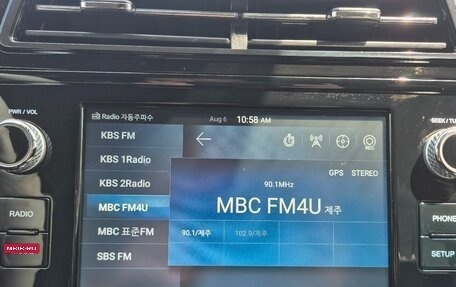 PWR / VOL
Radio 자동주파수
Aug 6
10:58 AM
SEEK / TU
KBS FM
KBS 1Radio
KBS 2Radio
MBC FM4U
MBC 표준FM
SBS FM
REC
GPS STEREO
90.1MHz
MBC FM4U 제주
90.1/제주
102.9/제주
RADIO
PHONE
SETUP